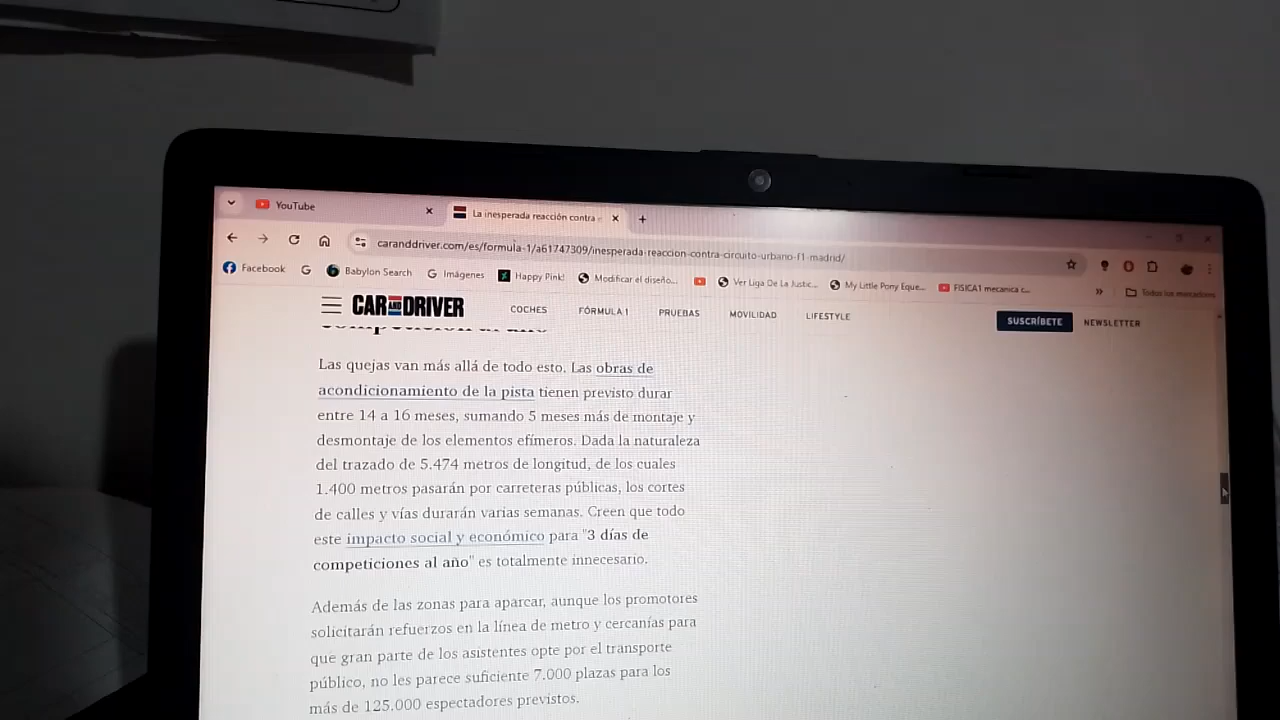 YouTube
La inesperada reacción contra e
caranddriver.com/es/formula-1/a61747309/inesperada-reaccion-contra-circuito-urbano-f1-madrid/
Facebook
Babylon Search
Imágenes
Happy Pink!
Modificar el diseño...
Ver Liga De La Justic...
My Little Pony Eque...
FISICA1 mecanica c...
»
Todos los marcadores
CAR AND DRIVER
COCHES
FÓRMULA 1
PRUEBAS
MOVILIDAD
LIFESTYLE
SUSCRÍBETE
NEWSLETTER
Las quejas van más allá de todo esto. Las obras de
acondicionamiento de la pista tienen previsto durar
entre 14 a 16 meses, sumando 5 meses más de montaje y
desmontaje de los elementos efímeros. Dada la naturaleza
del trazado de 5.474 metros de longitud, de los cuales
1.400 metros pasarán por carreteras públicas, los cortes
de calles y vías durarán varias semanas. Creen que todo
este impacto social y económico para "3 días de
competiciones al año" es totalmente innecesario.
Además de las zonas para aparcar, aunque los promotores
solicitarán refuerzos en la línea de metro y cercanías para
que gran parte de los asistentes opte por el transporte
público, no les parece suficiente 7.000 plazas para los
más de 125.000 espectadores previstos.